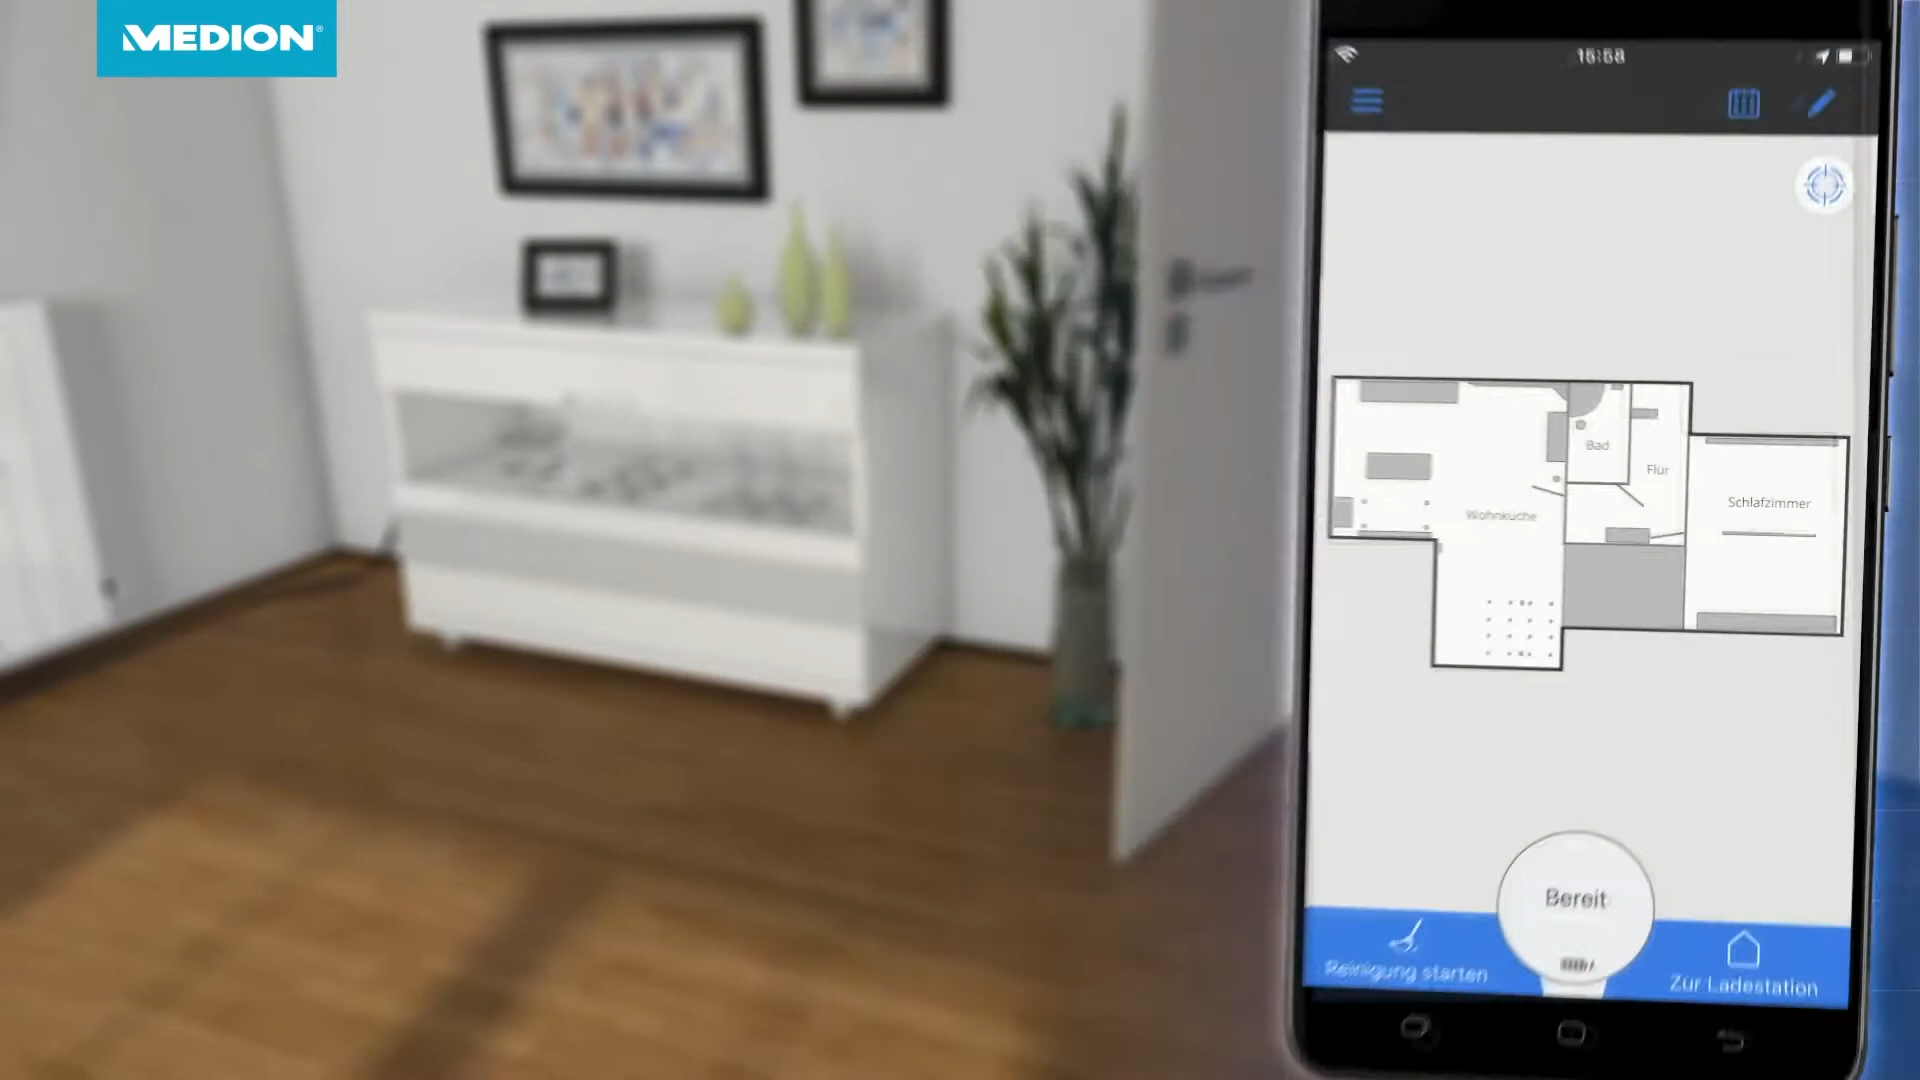 MEDION®
15:58
Bad
Flur
Schlafzimmer
Wohnküche
Bereit
Reinigung starten
Zur Ladestation